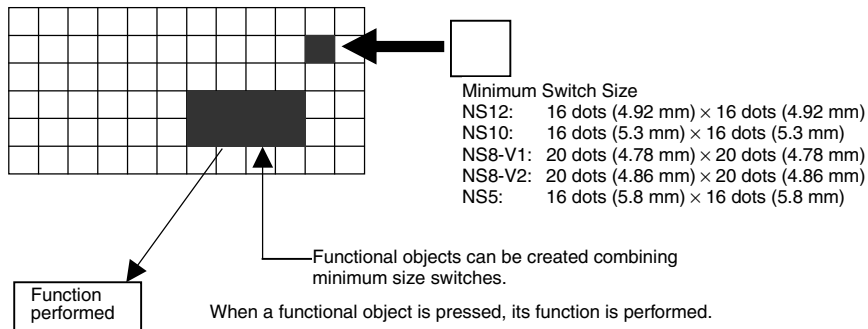 Minimum Switch Size
NS12: 16 dots (4.92 mm) × 16 dots (4.92 mm)
NS10: 16 dots (5.3 mm) × 16 dots (5.3 mm)
NS8-V1: 20 dots (4.78 mm) × 20 dots (4.78 mm)
NS8-V2: 20 dots (4.86 mm) × 20 dots (4.86 mm)
NS5: 16 dots (5.8 mm) × 16 dots (5.8 mm)
Functional objects can be created combining
minimum size switches.
Function
performed
When a functional object is pressed, its function is performed.